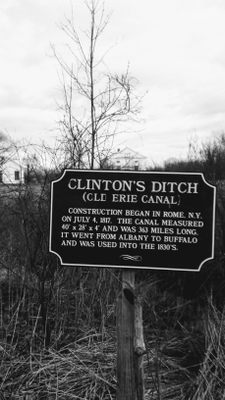 CLINTON'S DITCH
(OLD ERIE CANAL)
CONSTRUCTION BEGAN IN ROME, N.Y.
ON JULY 4, 1817. THE CANAL MEASURED
40' x 28' x 4' AND WAS 363 MILES LONG.
IT WENT FROM ALBANY TO BUFFALO
AND WAS USED INTO THE 1830'S.